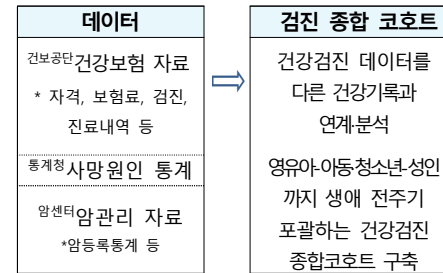 데이터
건보공단건강보험 자료
* 자격, 보험료, 검진,
진료내역 등
통계청사망원인 통계
암센터암관리 자료
*암등록통계 등
검진 종합 코호트
건강검진 데이터를
다른 건강기록과
연계·분석
영유아-아동청소년-성인
까지 생애 전주기
포괄하는 건강검진
종합코호트 구축